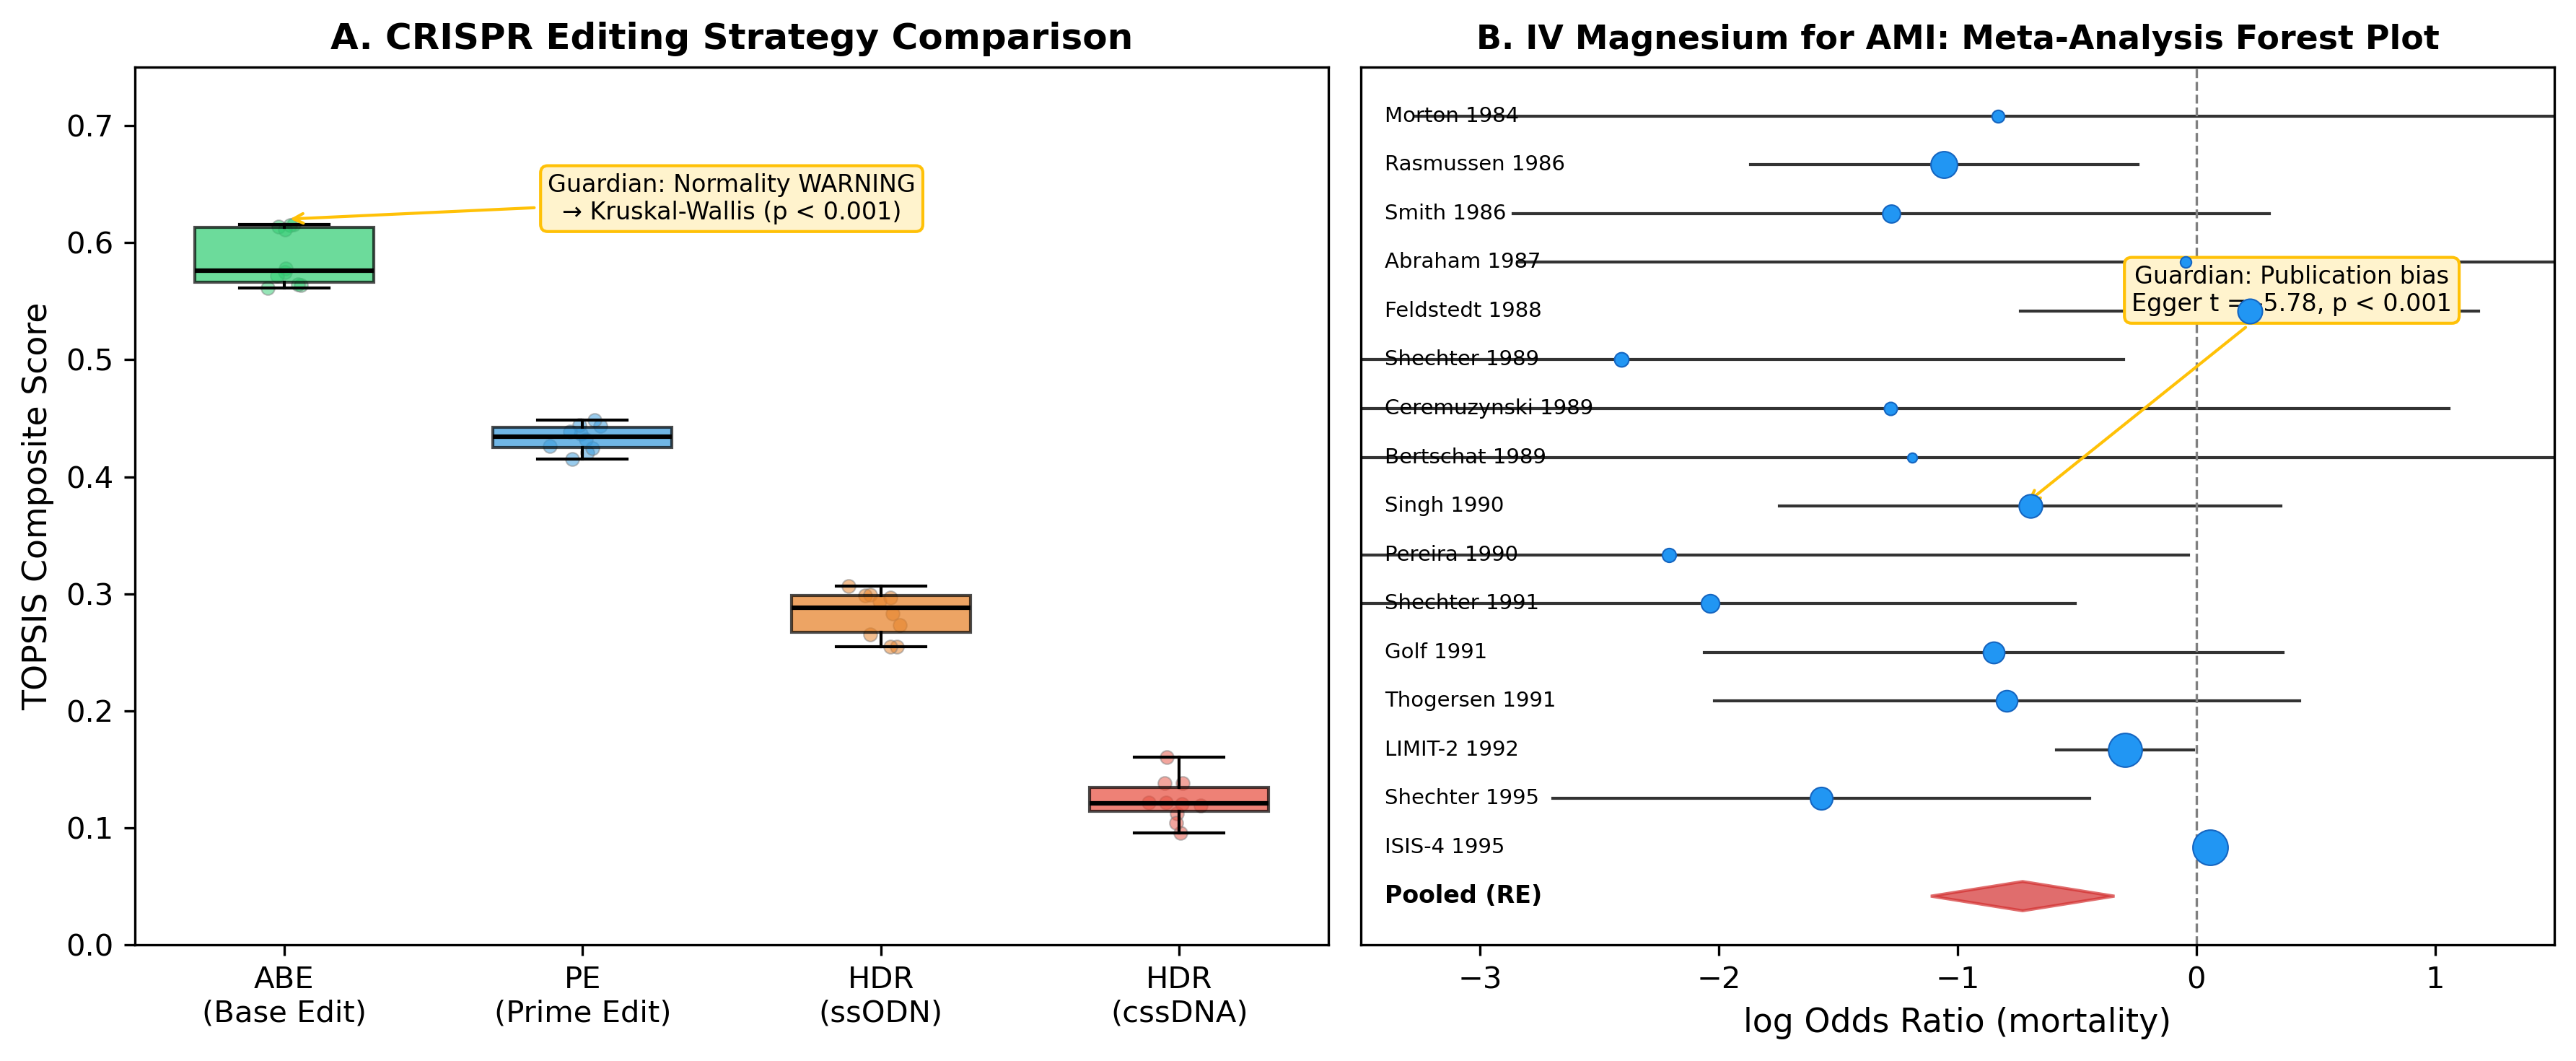 A. CRISPR Editing Strategy Comparison
TOPSIS Composite Score
0.7
0.6
0.5
0.4
0.3
0.2
0.1
0.0
Guardian: Normality WARNING
→ Kruskal-Wallis (p < 0.001)
ABE
(Base Edit)
PE
(Prime Edit)
HDR
(ssODN)
HDR
(cssDNA)
B. IV Magnesium for AMI: Meta-Analysis Forest Plot
Morton 1984
Rasmussen 1986
Smith 1986
Abraham 1987
Guardian: Publication bias
Egger t = -5.78, p < 0.001
Feldstedt 1988
Shechter 1989
Ceremuzynski 1989
Bertschat 1989
Singh 1990
Pereira 1990
Shechter 1991
Golf 1991
Thogersen 1991
LIMIT-2 1992
Shechter 1995
ISIS-4 1995
Pooled (RE)
−3
−2
−1
0
1
log Odds Ratio (mortality)